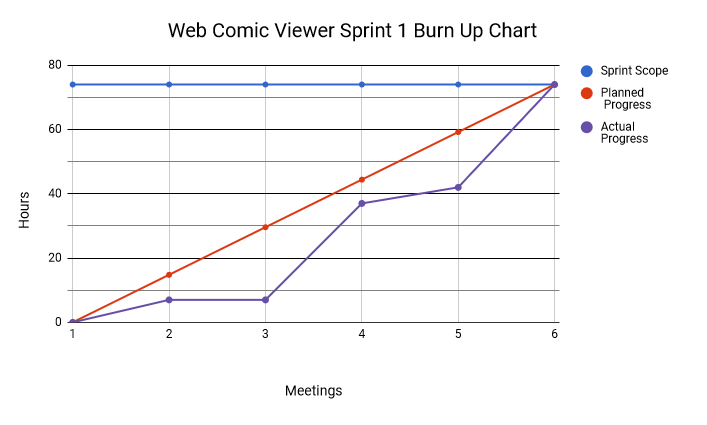 Web Comic Viewer Sprint 1 Burn Up Chart
80
60
40
20
0
Hours
1 2 3 4 5 6
Meetings
Sprint Scope
Planned
Progress
Actual
Progress